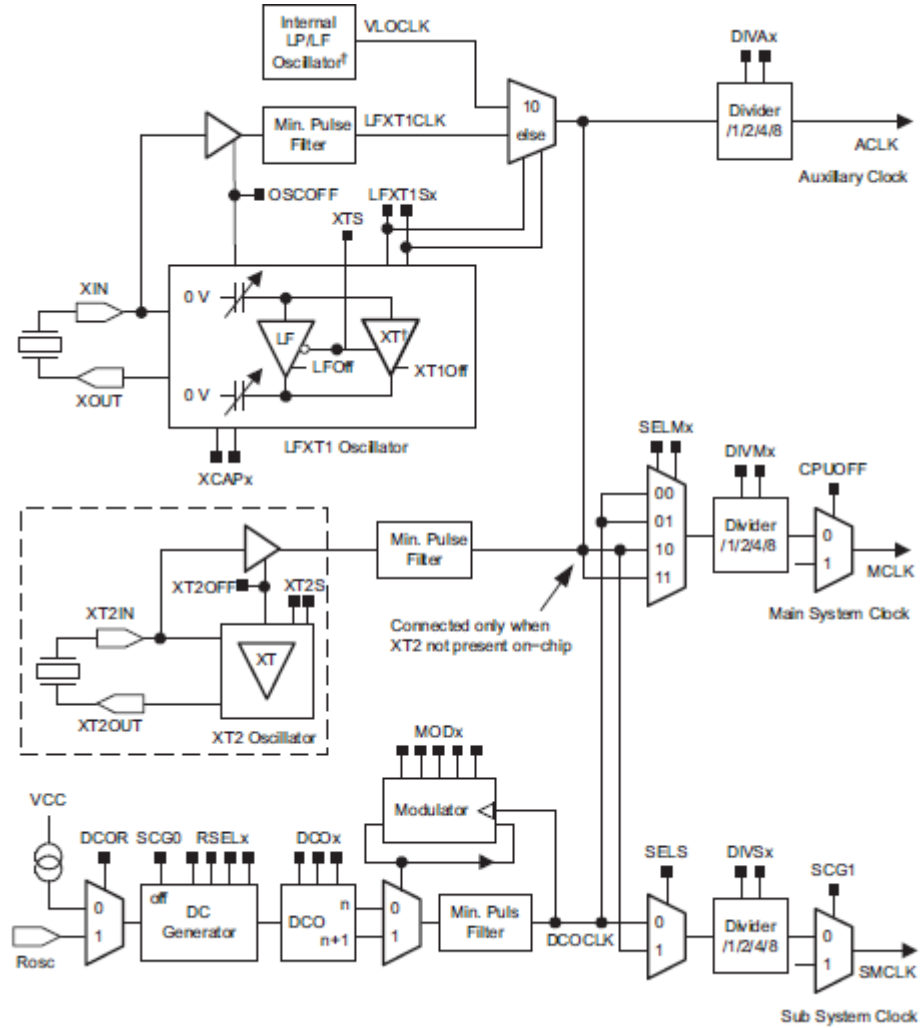 Internal
LP/LF
Oscillator†
VLOCLK
DIVAx
10
else
Divider
/1/2/4/8
ACLK
Auxillary Clock
Min. Pulse
Filter
LFXT1CLK
OSCOFF
LFXT1Sx
XTS
XIN
XOUT
0 V
LF
XT†
LFOff
XT1Off
0 V
LFXT1 Oscillator
XCAPx
SELMx
DIVMx
CPUOFF
00
01
10
11
Divider
/1/2/4/8
0
1
MCLK
Main System Clock
Min. Pulse
Filter
Connected only when
XT2 not present on−chip
XT2OFF
XT2S
XT2IN
XT
XT2OUT
XT2 Oscillator
MODx
Modulator
VCC
DCOR
SCG0
RSELx
DCOx
0
1
Rosc
off
DC
Generator
n
DCO
n+1
0
1
Min. Puls
Filter
DCOCLK
SELS
DIVSx
SCG1
0
1
Divider
/1/2/4/8
0
1
SMCLK
Sub System Clock